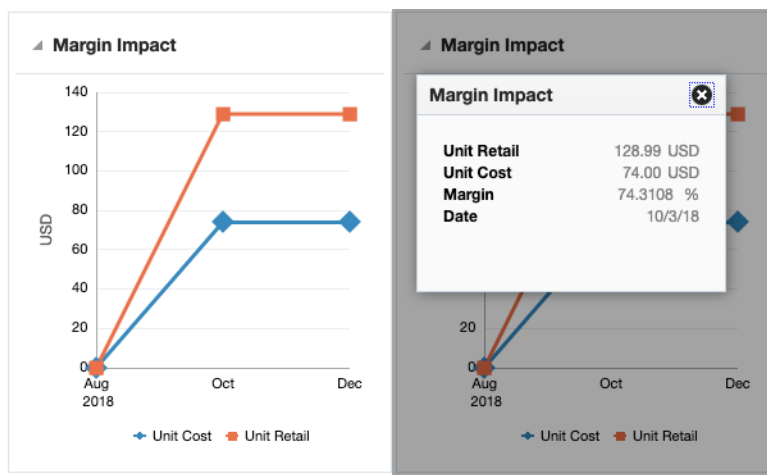 Margin Impact
140
120
100
80
60
40
20
0
USD
Aug
2018
Oct
Dec
Unit Cost
Unit Retail
Margin Impact
Margin Impact
Unit Retail 128.99 USD
Unit Cost 74.00 USD
Margin 74.3108 %
Date 10/3/18
20
0
Aug
2018
Oct
Dec
Unit Cost
Unit Retail